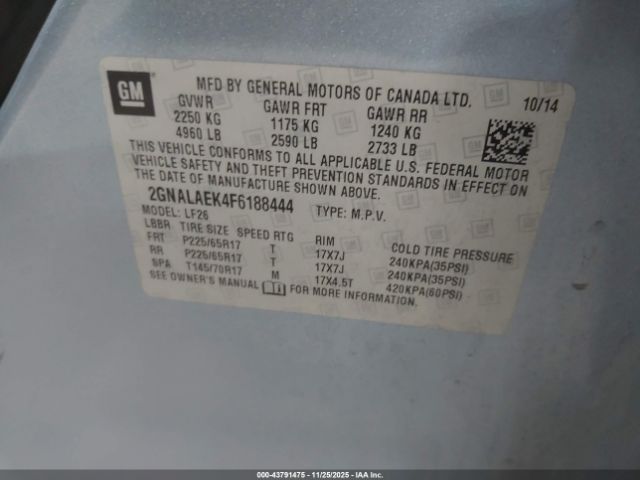 GM
MFD BY GENERAL MOTORS OF CANADA LTD. 10/14
GVWR GAWR FRT GAWR RR
2250 KG 1175 KG 1240 KG
4960 LB 2590 LB 2733 LB
THIS VEHICLE CONFORMS TO ALL APPLICABLE U.S. FEDERAL MOTOR
VEHICLE SAFETY AND THEFT PREVENTION STANDARDS IN EFFECT ON
THE DATE OF MANUFACTURE SHOWN ABOVE.
2GNALAEK4F6188444 TYPE: M.P.V.
MODEL: LF26
LBBR TIRE SIZE SPEED RTG RIM COLD TIRE PRESSURE
FRT P225/65R17 T 17X7J 240KPA(35PSI)
RR P225/65R17 T 17X7J 240KPA(35PSI)
SPA T145/70R17 M 17X4.5T 420KPA(60PSI)
SEE OWNER'S MANUAL FOR MORE INFORMATION.
000-43791475 - 11/25/2025 - IAA Inc.